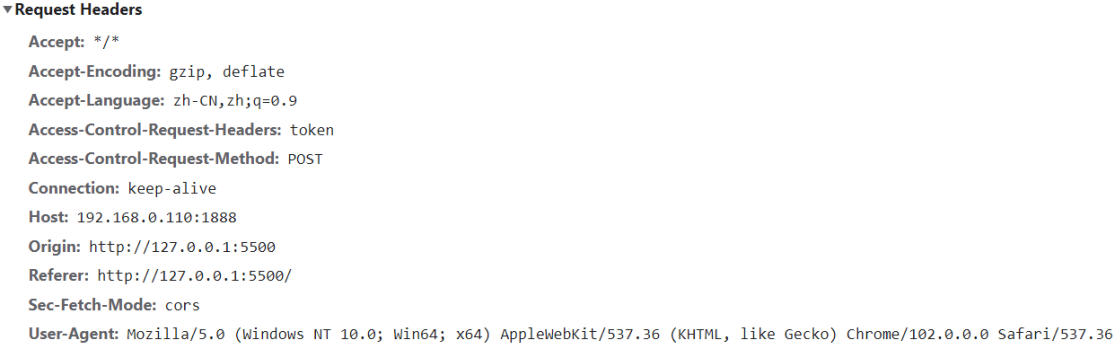 Request Headers
Accept: */*
Accept-Encoding: gzip, deflate
Accept-Language: zh-CN,zh;q=0.9
Access-Control-Request-Headers: token
Access-Control-Request-Method: POST
Connection: keep-alive
Host: 192.168.0.110:1888
Origin: http://127.0.0.1:5500
Referer: http://127.0.0.1:5500/
Sec-Fetch-Mode: cors
User-Agent: Mozilla/5.0 (Windows NT 10.0; Win64; x64) AppleWebKit/537.36 (KHTML, like Gecko) Chrome/102.0.0.0 Safari/537.36